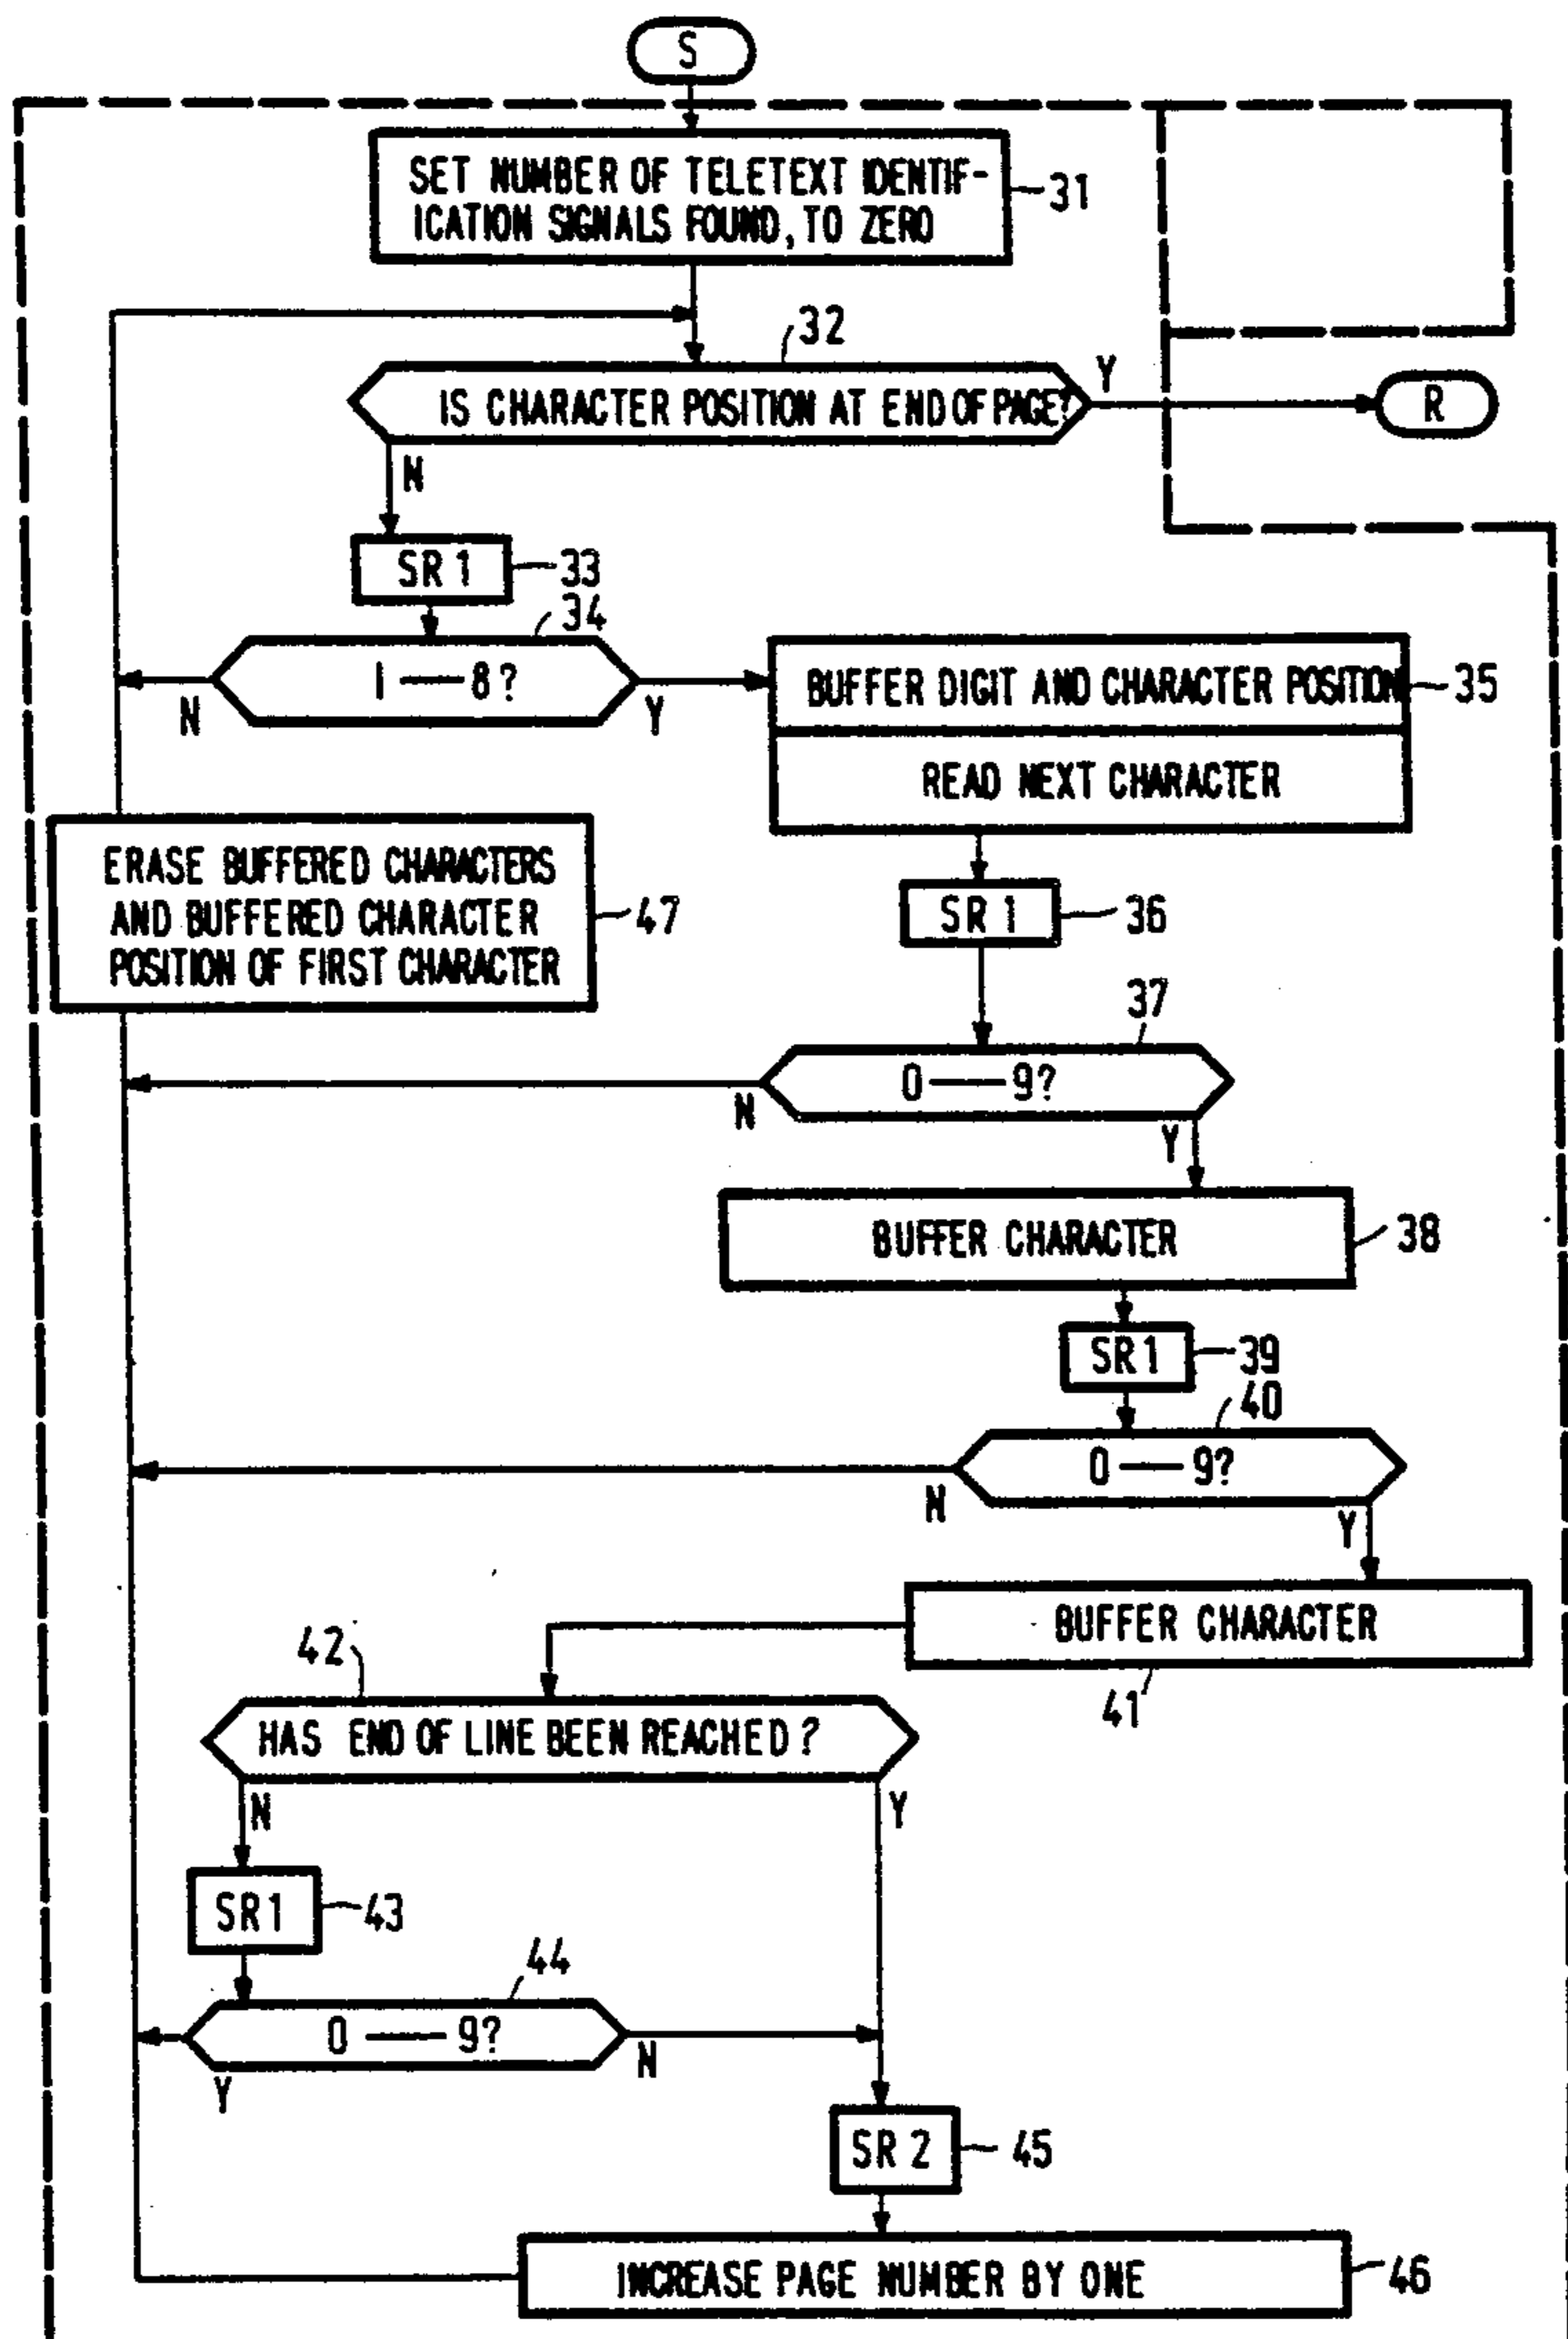 S
SET NUMBER OF TELETEXT IDENTIF-
ICATION SIGNALS FOUND, TO ZERO
31
32
IS CHARACTER POSITION AT END OF PAGE?
Y
R
N
SR 1
33
34
1 — 8?
N
Y
BUFFER DIGIT AND CHARACTER POSITION
35
READ NEXT CHARACTER
ERASE BUFFERED CHARACTERS
AND BUFFERED CHARACTER
POSITION OF FIRST CHARACTER
47
SR 1
36
37
0 — 9?
N
Y
BUFFER CHARACTER
38
SR1
39
40
0 — 9?
N
Y
BUFFER CHARACTER
41
42
HAS END OF LINE BEEN REACHED?
N
Y
SR1
43
44
0 — 9?
Y
N
SR 2
45
INCREASE PAGE NUMBER BY ONE
46